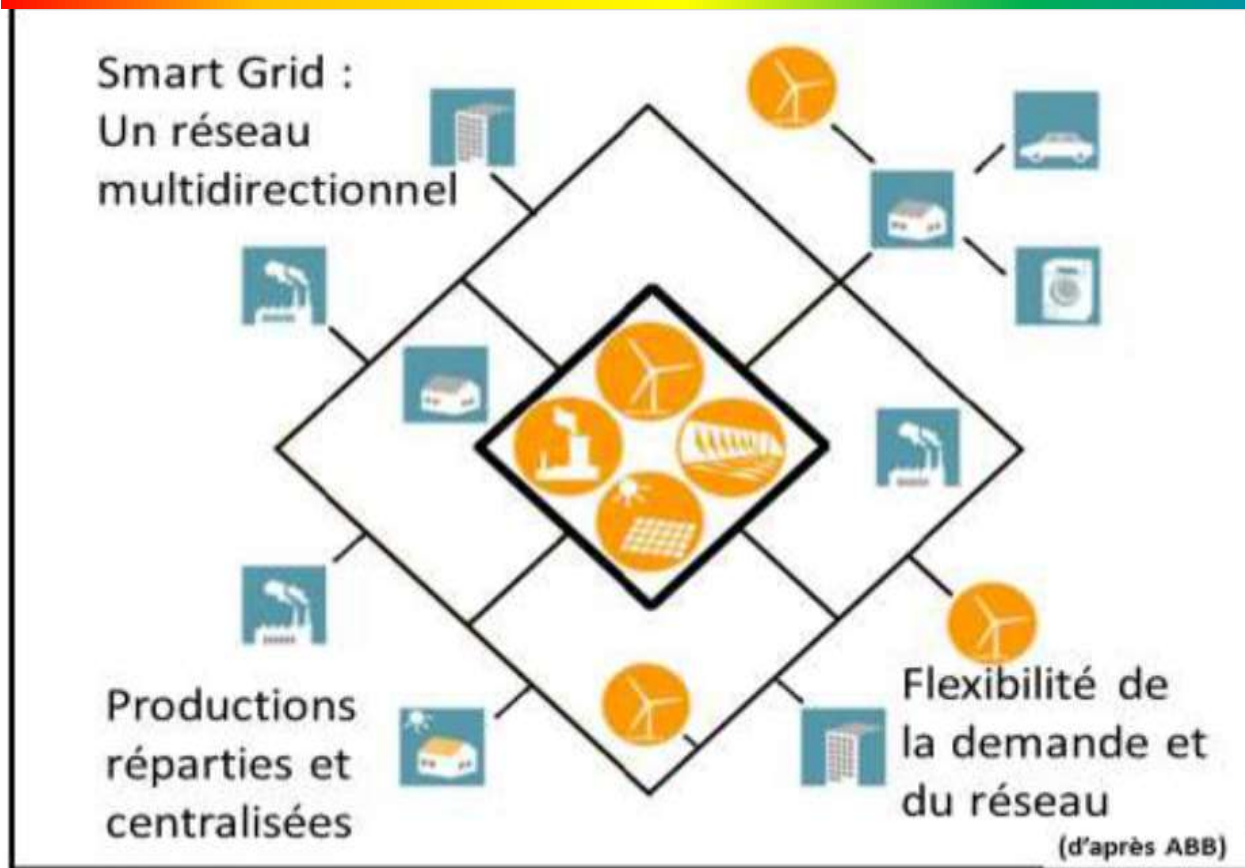 Smart Grid :
Un réseau
multidirectionnel
Productions
réparties et
centralisées
Flexibilité de
la demande et
du réseau
(d'après ABB)